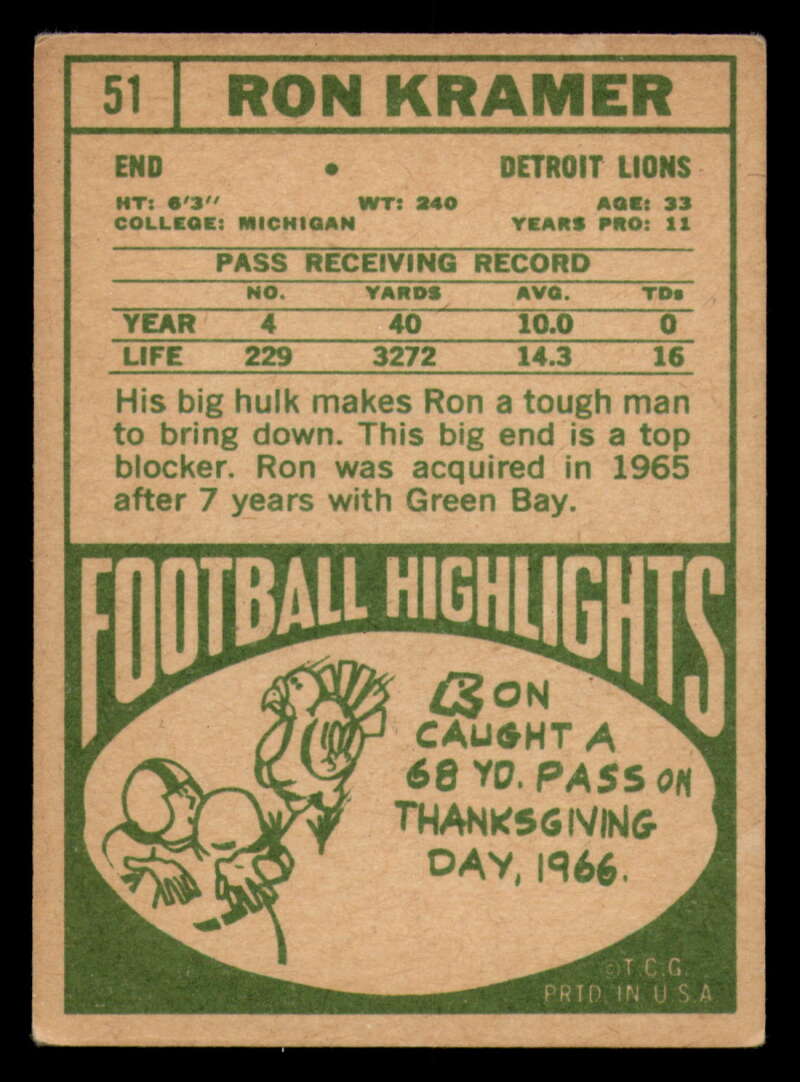 51 RON KRAMER
END • DETROIT LIONS
HT: 6'3" WT: 240 AGE: 33
COLLEGE: MICHIGAN YEARS PRO: 11
PASS RECEIVING RECORD
NO. YARDS AVG. TDs
YEAR 4 40 10.0 0
LIFE 229 3272 14.3 16
His big hulk makes Ron a tough man
to bring down. This big end is a top
blocker. Ron was acquired in 1965
after 7 years with Green Bay.
FOOTBALL HIGHLIGHTS
RON
CAUGHT A
68 YD. PASS ON
THANKSGIVING
DAY, 1966.
©T.C.G.
PRTD. IN U.S.A.